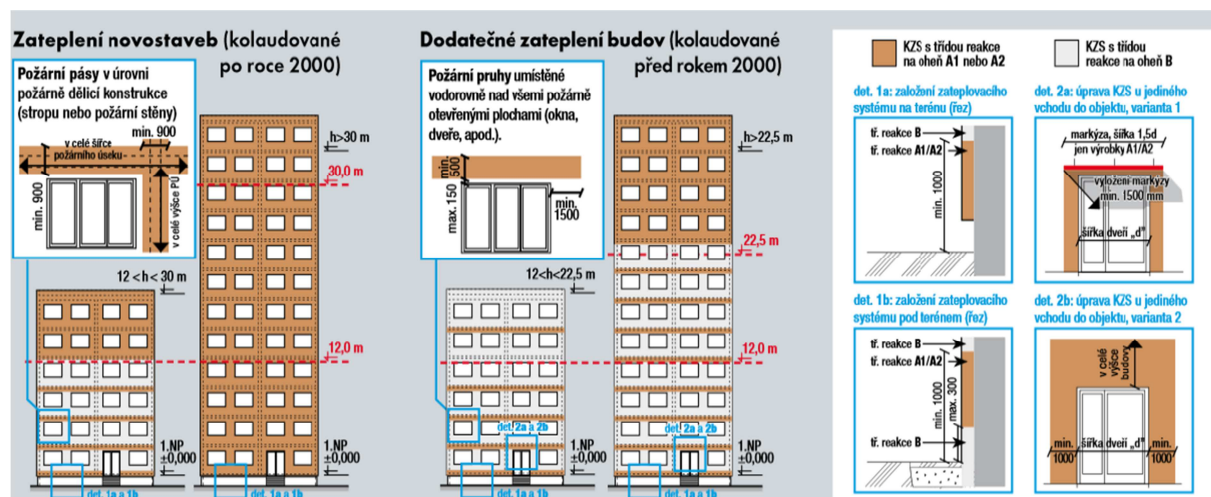 Zateplení novostaveb (kolaudované
po roce 2000)
Požární pásy v úrovni
požárně dělicí konstrukce
(stropu nebo požární stěny)
min. 900
v celé šířce
požárního úseku
min. 900
v celé výšce PÚ
12 < h < 30 m
h>30 m
30,0 m
12,0 m
1.NP
±0,000
1.NP
±0,000
det. 1a a 1b
det. 1a a 1b
Dodatečné zateplení budov (kolaudované
před rokem 2000)
Požární pruhy umístěné
vodorovně nad všemi požárně
otevřenými plochami (okna,
dveře, apod.).
min.
500
max. 150
min.
1500
12<h<22,5 m
h>22,5 m
22,5 m
12,0 m
det. 2a a 2b
det. 2a a 2b
1.NP
±0,000
1.NP
±0,000
det. 1a a 1b
det. 1a a 1b
KZS s třídou reakce
na oheň A1 nebo A2
KZS s třídou
reakce na oheň B
det. 1a: založení zateplovacího
systému na terénu (řez)
tř. reakce B
tř. reakce A1/A2
min. 1000
det. 2a: úprava KZS u jediného
vchodu do objektu, varianta 1
markýza, šířka 1,5d
jen výrobky A1/A2
vyložení markýzy
min. 1500 mm
šířka dveří „d"
det. 1b: založení zateplovacího
systému pod terénem (řez)
tř. reakce B
tř. reakce A1/A2
min. 1000
max. 300
tř. reakce B
det. 2b: úprava KZS u jediného
vchodu do objektu, varianta 2
v celé
výšce
budovy
min.
1000
šířka dveří „d"
min.
1000